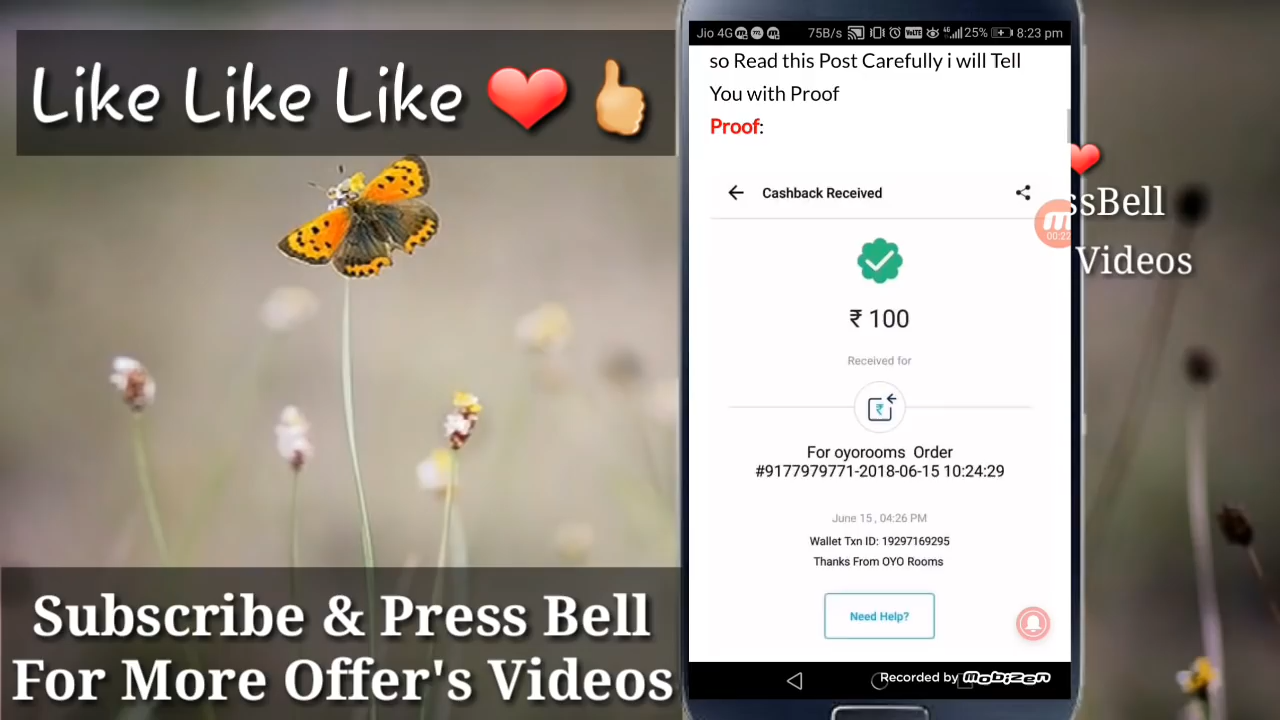 Like Like Like ❤👍
Subscribe & Press Bell
For More Offer's Videos
Jio 4G 75B/s VoLTE 4G 25% 8:23 pm
so Read this Post Carefully i will Tell
You with Proof
Proof:
Cashback Received
₹ 100
Received for
₹
For oyorooms Order
#9177979771-2018-06-15 10:24:29
June 15 , 04:26 PM
Wallet Txn ID: 19297169295
Thanks From OYO Rooms
Need Help?
Recorded by mobizen
ssBell
Videos